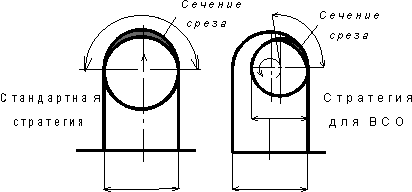 Сечение
среза
Сечение
среза
Стандартная
стратегия
Стратегия
для ВСО